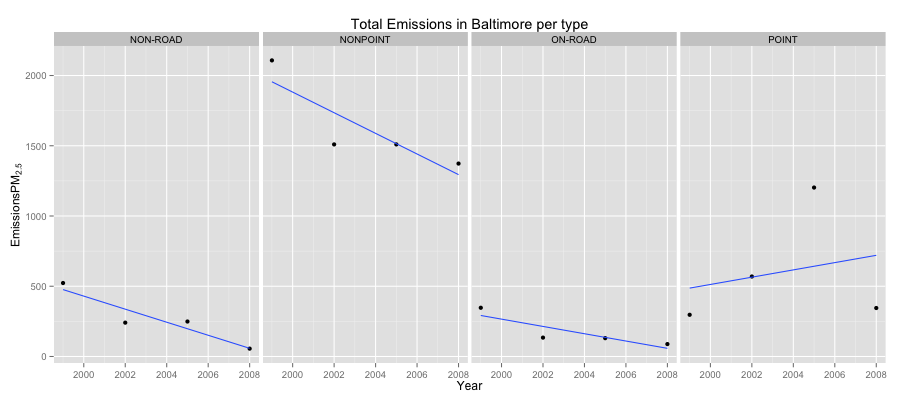 Total Emissions in Baltimore per type
NON-ROAD NONPOINT ON-ROAD POINT
EmissionsPM2.5
2000
1500
1000
500
0
2000 2002 2004 2006 2008 2000 2002 2004 2006 2008 2000 2002 2004 2006 2008 2000 2002 2004 2006 2008
Year